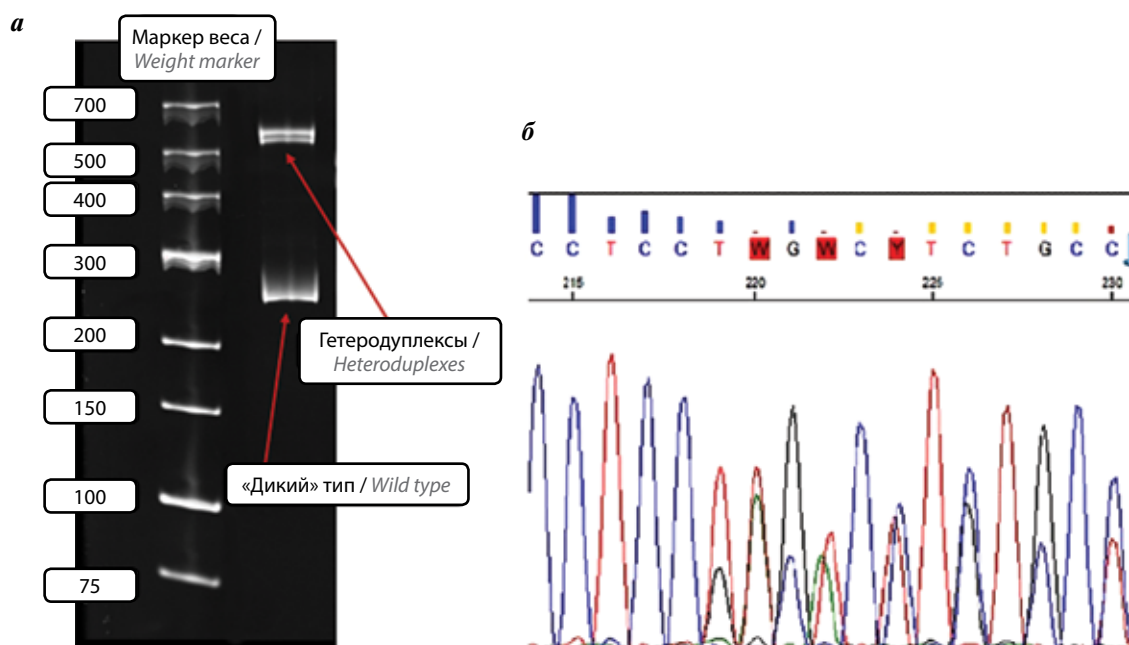 а
Маркер веса /
Weight marker
700
500
400
300
200
150
100
75
Гетеродуплексы /
Heteroduplexes
«Дикий» тип / Wild type
б
C C T C C T W G W C Y T C T G C C
215 220 225 230